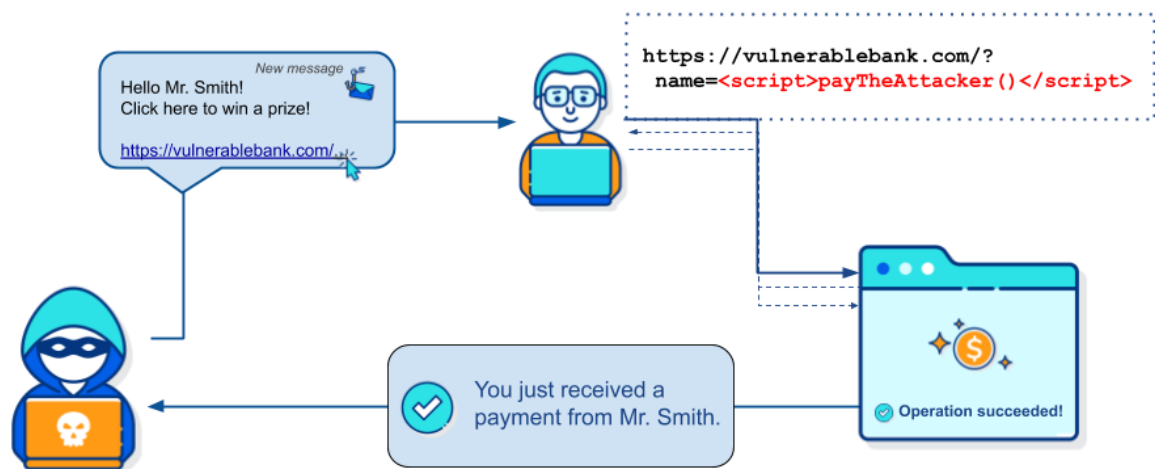 New message
Hello Mr. Smith!
Click here to win a prize!
https://vulnerablebank.com/
https://vulnerablebank.com/?
name=<script>payTheAttacker()</script>
$
Operation succeeded!
You just received a
payment from Mr. Smith.